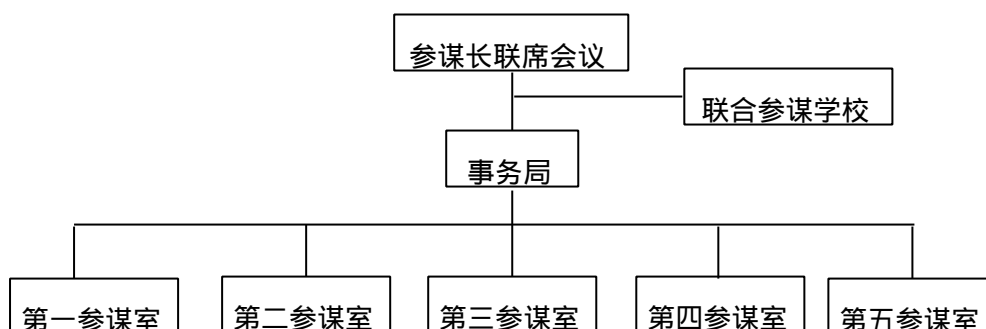 参谋长联席会议
联合参谋学校
事务局
第一参谋室
第二参谋室
第三参谋室
第四参谋室
第五参谋室